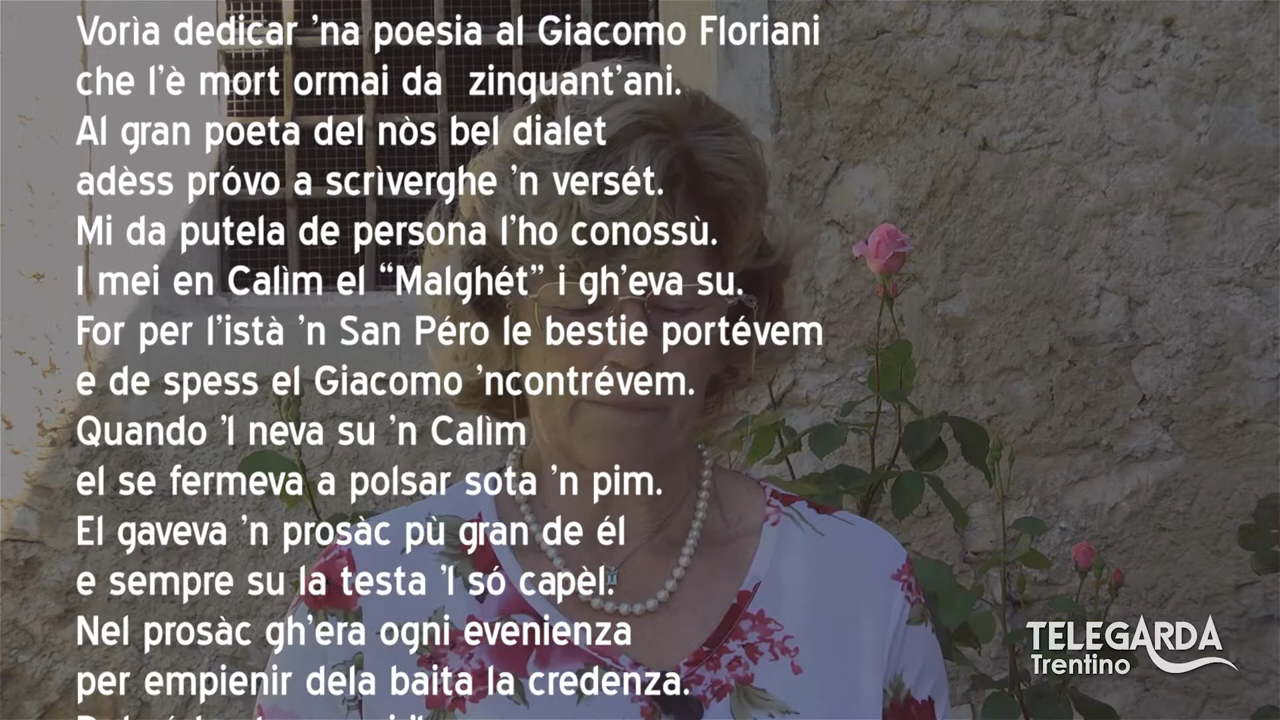 Vorìa dedicar ’na poesia al Giacomo Floriani
che l’è mort ormai da zinquant’ani.
Al gran poeta del nòs bel dialet
adèss próvo a scrìverghe ’n versét.
Mi da putela de persona l’ho conossù.
I mei en Calìm el “Malghét” i gh’eva su.
For per l’istà ’n San Péro le bestie portévem
e de spess el Giacomo ’ncontrévem.
Quando ’l neva su ’n Calìm
el se fermeva a polsar sota ’n pim.
El gaveva ’n prosàc pù gran de él
e sempre su la testa ’l só capèl.
Nel prosàc gh’era ogni evenienza
per empienir dela baita la credenza.
TELEGARDA
Trentino